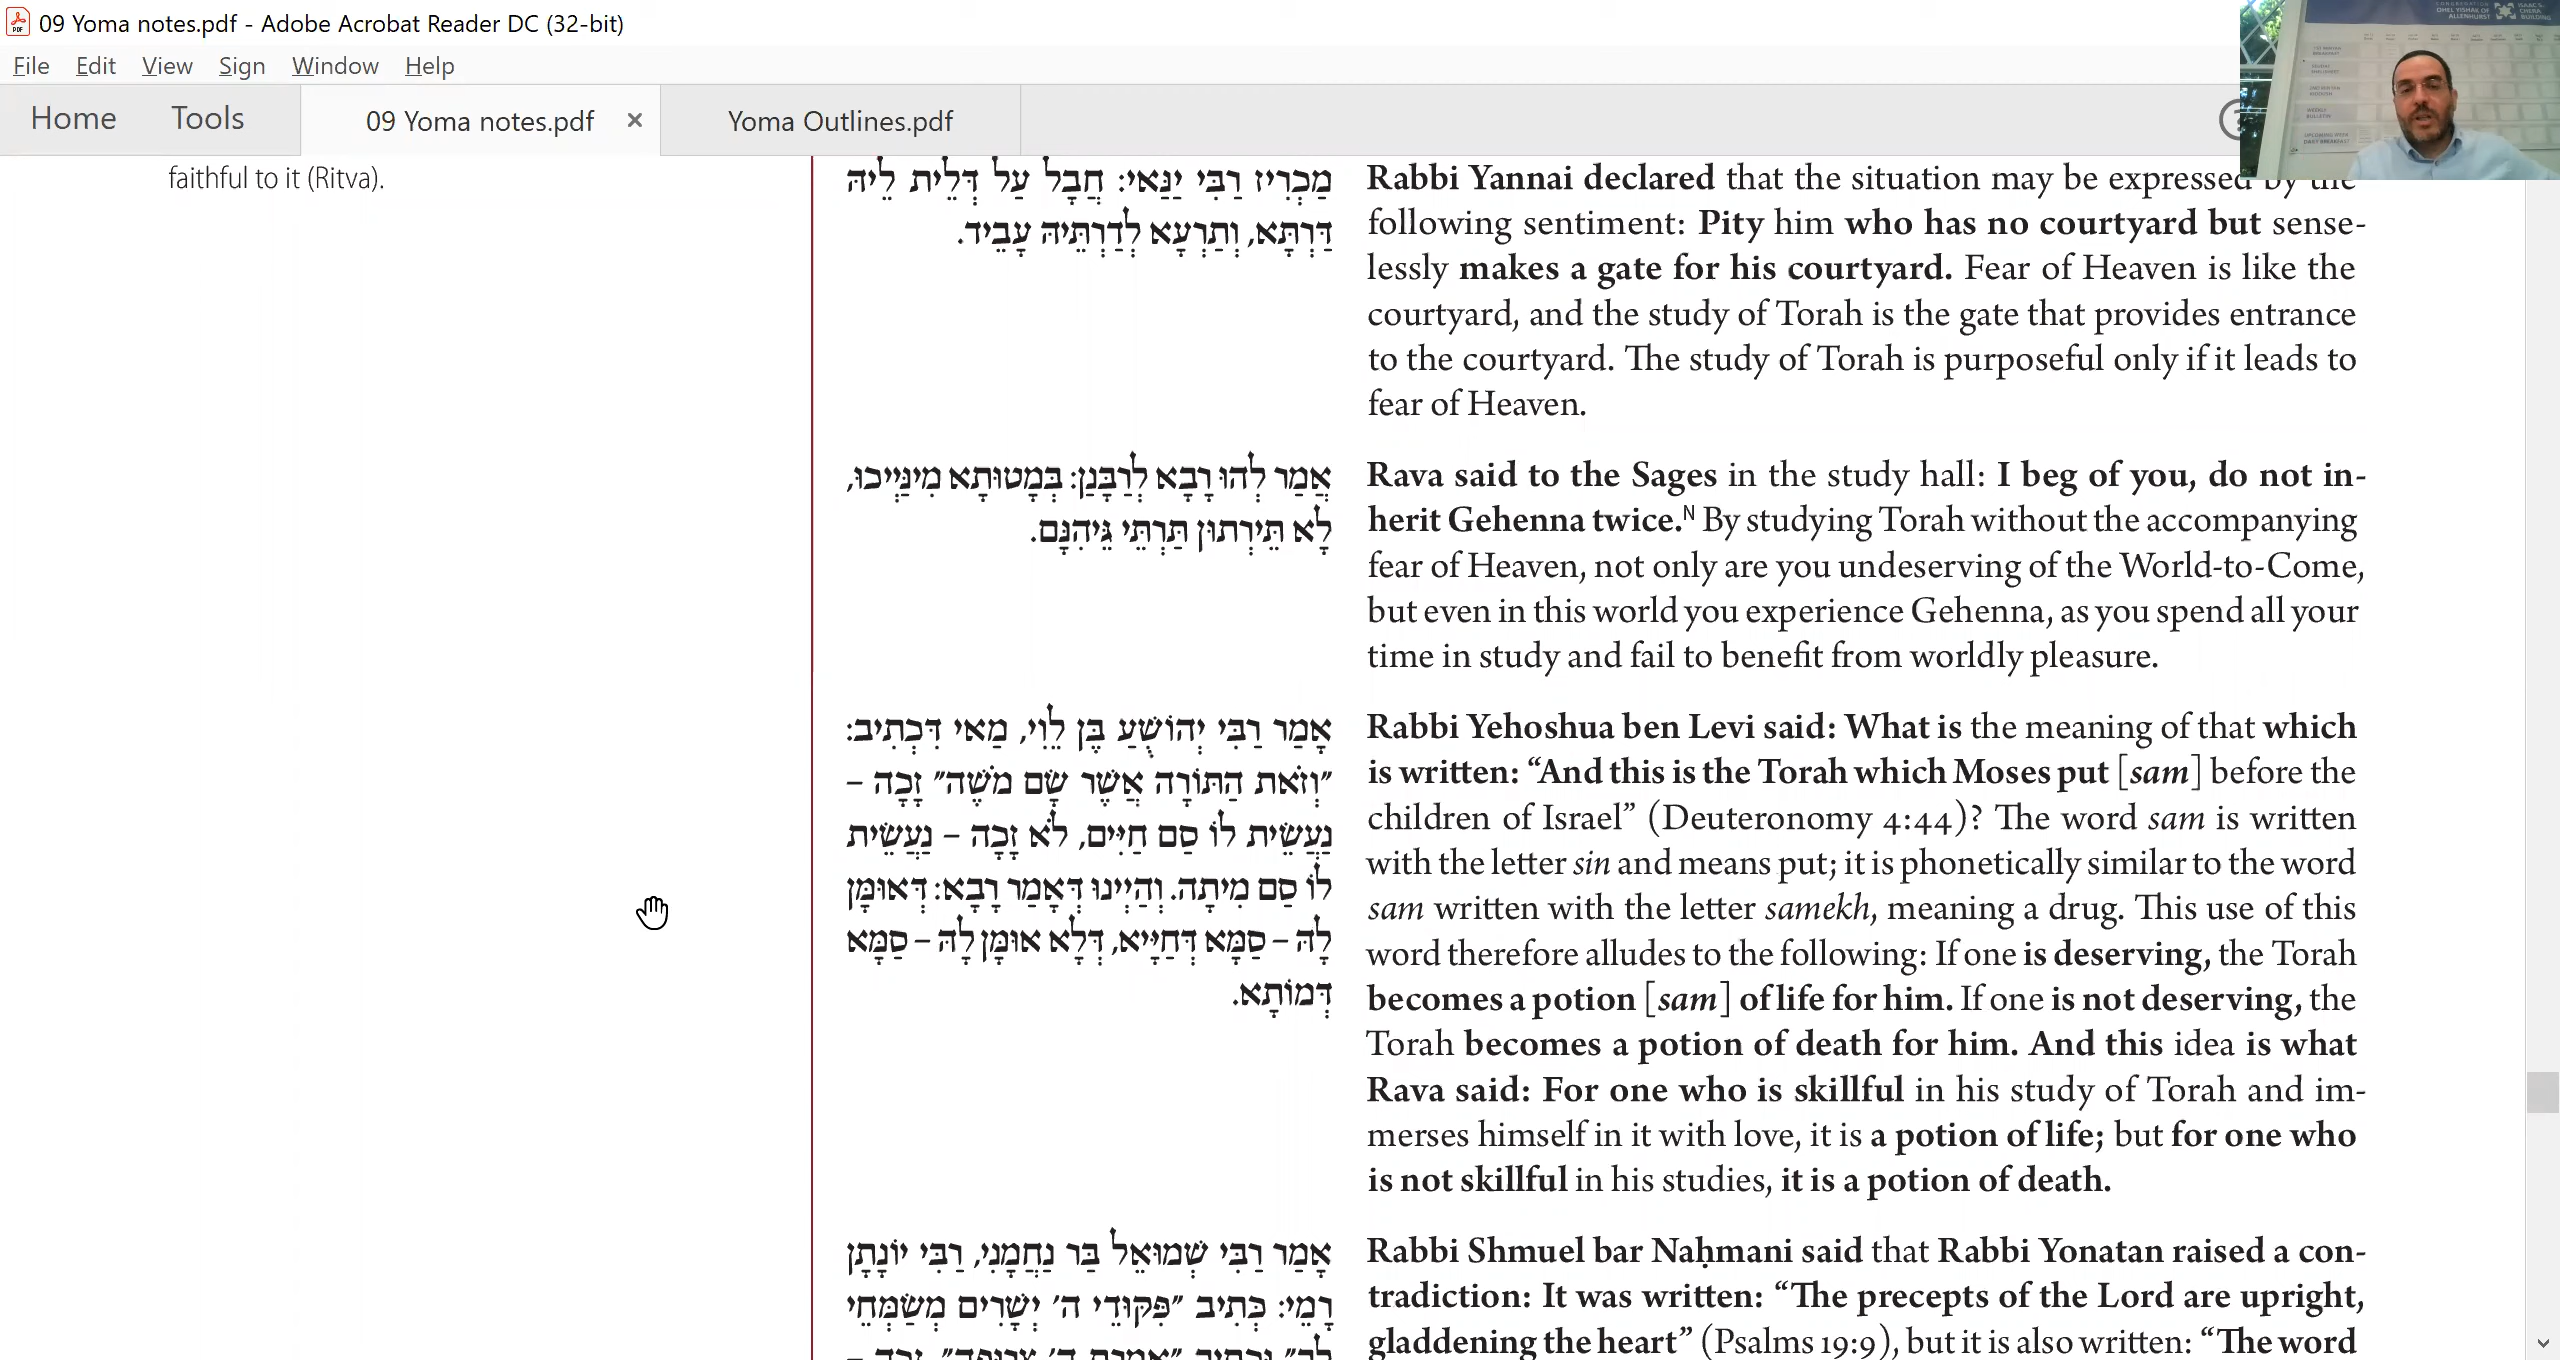 09 Yoma notes.pdf - Adobe Acrobat Reader DC (32-bit)
File Edit View Sign Window Help
Home Tools 09 Yoma notes.pdf × Yoma Outlines.pdf
faithful to it (Ritva).
מַכְרִיז רַבִּי יַנַּאי: חֲבָל עַל דְּלֵית לֵיהּ
דַּרְתָּא, וְתַרְעָא לְדַרְתֵּיהּ עָבֵיד.
Rabbi Yannai declared that the situation may be expressed by the
following sentiment: Pity him who has no courtyard but sense-
lessly makes a gate for his courtyard. Fear of Heaven is like the
courtyard, and the study of Torah is the gate that provides entrance
to the courtyard. The study of Torah is purposeful only if it leads to
fear of Heaven.
אֲמַר לְהוּ רָבָא לְרַבָּנַן: בְּמָטוּתָא מִינַּיְיכוּ,
לָא תֵּירְתוּן תַּרְתֵּי גֵּיהִנָּם.
Rava said to the Sages in the study hall: I beg of you, do not in-
herit Gehenna twice.N By studying Torah without the accompanying
fear of Heaven, not only are you undeserving of the World-to-Come,
but even in this world you experience Gehenna, as you spend all your
time in study and fail to benefit from worldly pleasure.
אָמַר רַבִּי יְהוֹשֻׁעַ בֶּן לֵוִי, מַאי דִּכְתִיב:
״וְזֹאת הַתּוֹרָה אֲשֶׁר שָׂם מֹשֶׁה״ זָכָה –
נַעֲשֵׂית לוֹ סַם חַיִּים, לֹא זָכָה – נַעֲשֵׂית
לוֹ סַם מִיתָה. וְהַיְינוּ דְּאָמַר רָבָא: דְּאוּמָּן
לָהּ – סַמָּא דְּחַיָּיא, דְּלָא אוּמָּן לָהּ – סַמָּא
דְּמוֹתָא.
Rabbi Yehoshua ben Levi said: What is the meaning of that which
is written: “And this is the Torah which Moses put [sam] before the
children of Israel” (Deuteronomy 4:44)? The word sam is written
with the letter sin and means put; it is phonetically similar to the word
sam written with the letter samekh, meaning a drug. This use of this
word therefore alludes to the following: If one is deserving, the Torah
becomes a potion [sam] of life for him. If one is not deserving, the
Torah becomes a potion of death for him. And this idea is what
Rava said: For one who is skillful in his study of Torah and im-
merses himself in it with love, it is a potion of life; but for one who
is not skillful in his studies, it is a potion of death.
אָמַר רַבִּי שְׁמוּאֵל בַּר נַחְמָנִי, רַבִּי יוֹנָתָן
רָמֵי: כְּתִיב ״פִּקּוּדֵי ה׳ יְשָׁרִים מְשַׂמְּחֵי
Rabbi Shmuel bar Naḥmani said that Rabbi Yonatan raised a con-
tradiction: It was written: “The precepts of the Lord are upright,
gladdening the heart” (Psalms 19:9), but it is also written: “The word